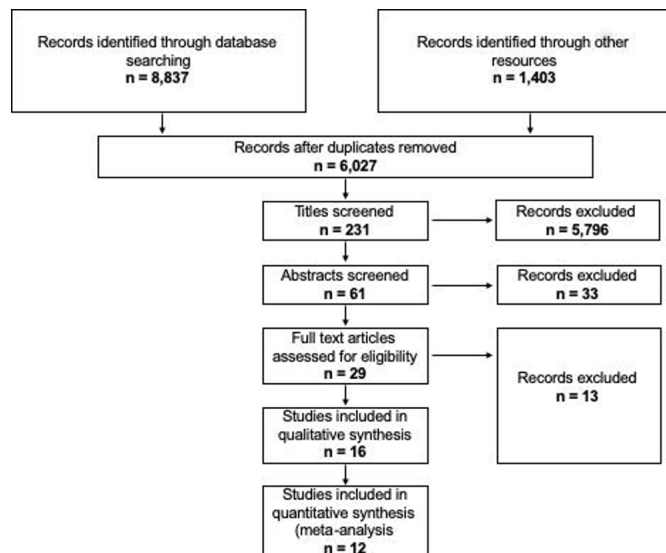 Records identified through database
searching
n = 8,837
Records identified through other
resources
n = 1,403
Records after duplicates removed
n = 6,027
Titles screened
n = 231
Records excluded
n = 5,796
Abstracts screened
n = 61
Records excluded
n = 33
Full text articles
assessed for eligibility
n = 29
Records excluded
n = 13
Studies included in
qualitative synthesis
n = 16
Studies included in
quantitative synthesis
(meta-analysis
n = 12